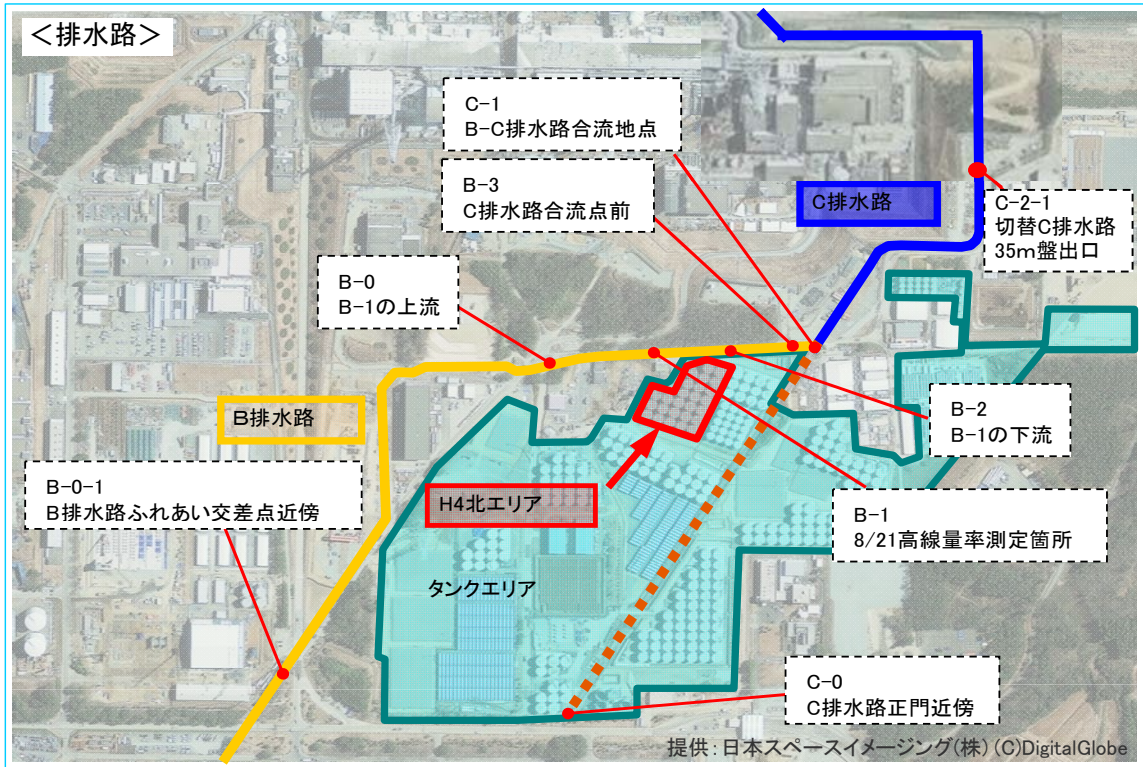 ＜排水路＞
C-1
B-C排水路合流地点
B-3
C排水路合流点前
C排水路
C-2-1
切替C排水路
35m盤出口
B-0
B-1の上流
B排水路
B-2
B-1の下流
B-0-1
B排水路ふれあい交差点近傍
H4北エリア
B-1
8/21高線量率測定箇所
タンクエリア
C-0
C排水路正門近傍
提供：日本スペースイメージング(株) (C)DigitalGlobe